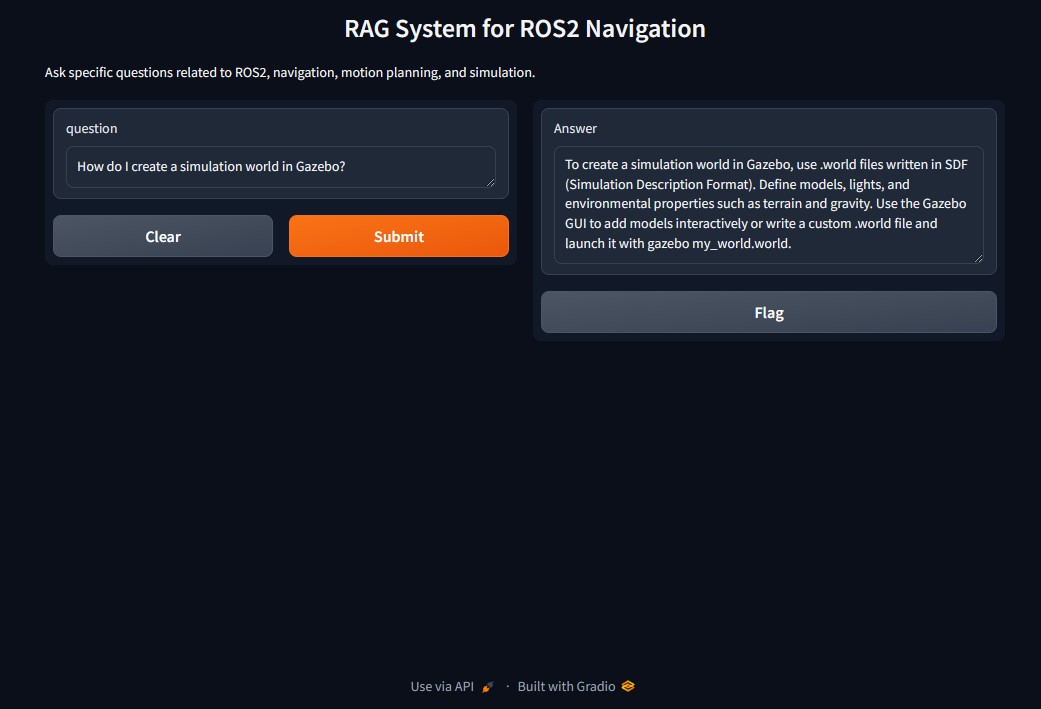 RAG System for ROS2 Navigation
Ask specific questions related to ROS2, navigation, motion planning, and simulation.
question
How do I create a simulation world in Gazebo?
Clear
Submit
Answer
To create a simulation world in Gazebo, use .world files written in SDF
(Simulation Description Format). Define models, lights, and
environmental properties such as terrain and gravity. Use the Gazebo
GUI to add models interactively or write a custom .world file and
launch it with gazebo my_world.world.
Flag
Use via API · Built with Gradio